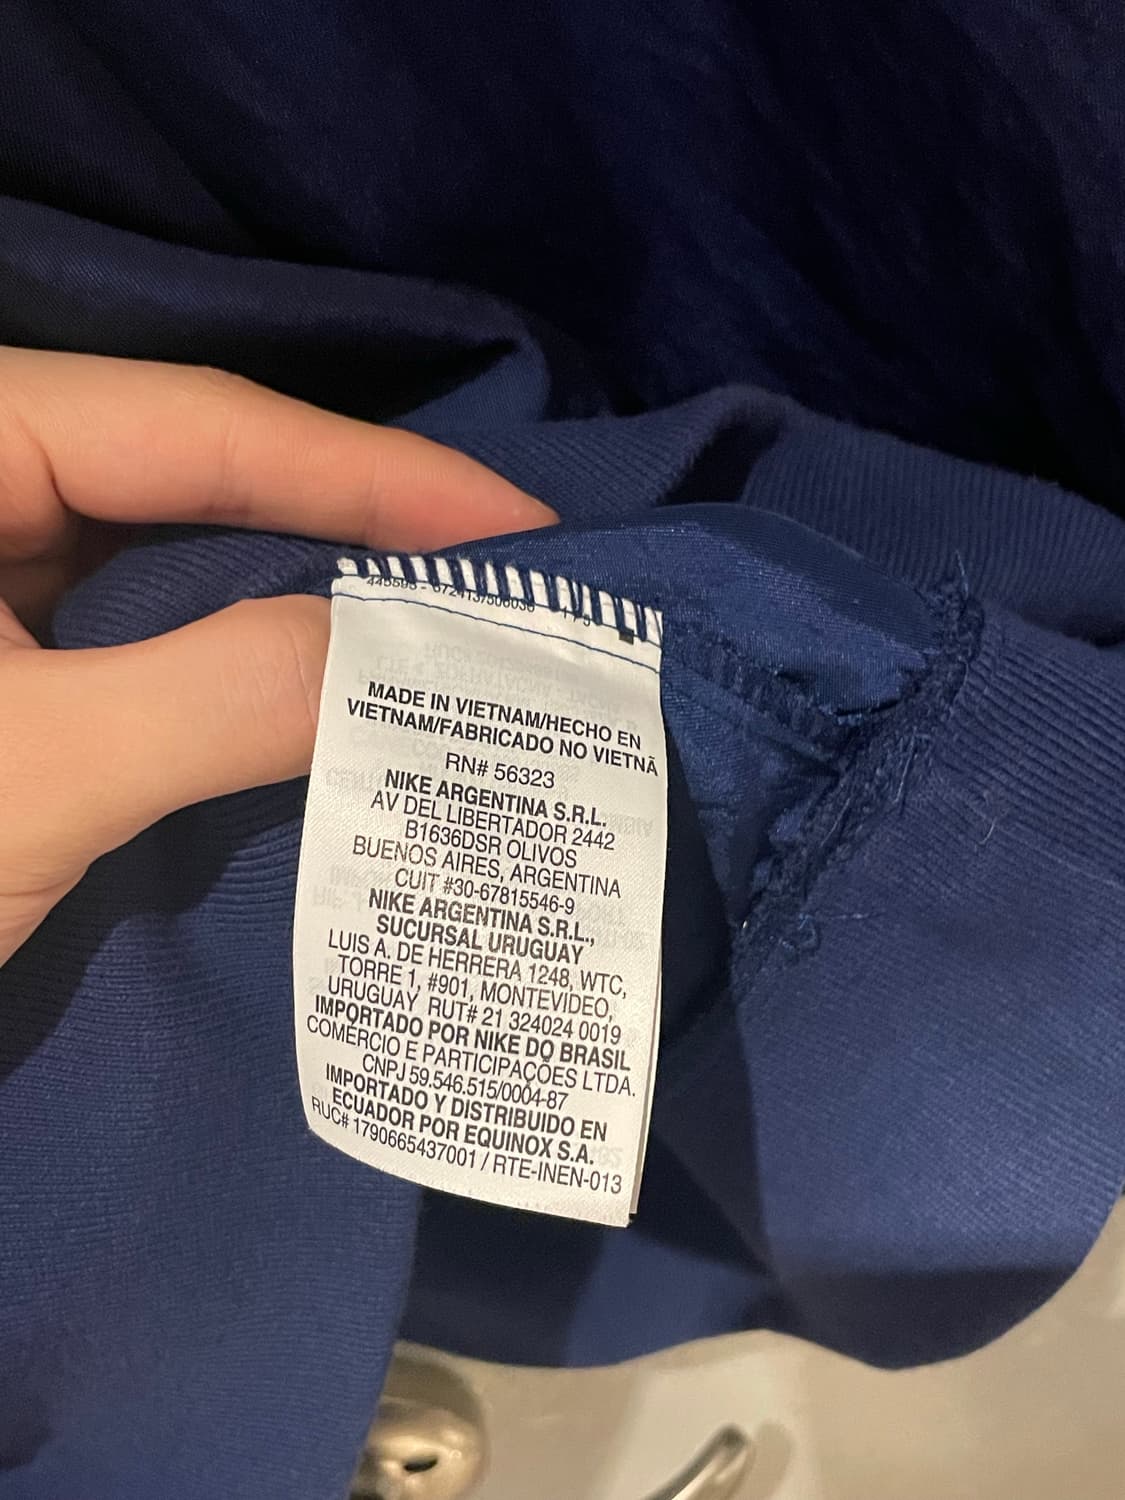 MADE IN VIETNAM/HECHO EN
VIETNAM/FABRICADO NO VIETNÃ
RN# 56323
NIKE ARGENTINA S.R.L.
AV DEL LIBERTADOR 2442
B1636DSR OLIVOS
BUENOS AIRES, ARGENTINA
CUIT #30-67815546-9
NIKE ARGENTINA S.R.L.,
SUCURSAL URUGUAY
LUIS A. DE HERRERA 1248, WTC,
TORRE 1, #901, MONTEVIDEO,
URUGUAY RUT# 21 324024 0019
IMPORTADO POR NIKE DO BRASIL
COMÉRCIO E PARTICIPAÇÕES LTDA.
CNPJ 59.546.515/0004-87
IMPORTADO Y DISTRIBUIDO EN
ECUADOR POR EQUINOX S.A.
RUC# 1790665437001 / RTE-INEN-013